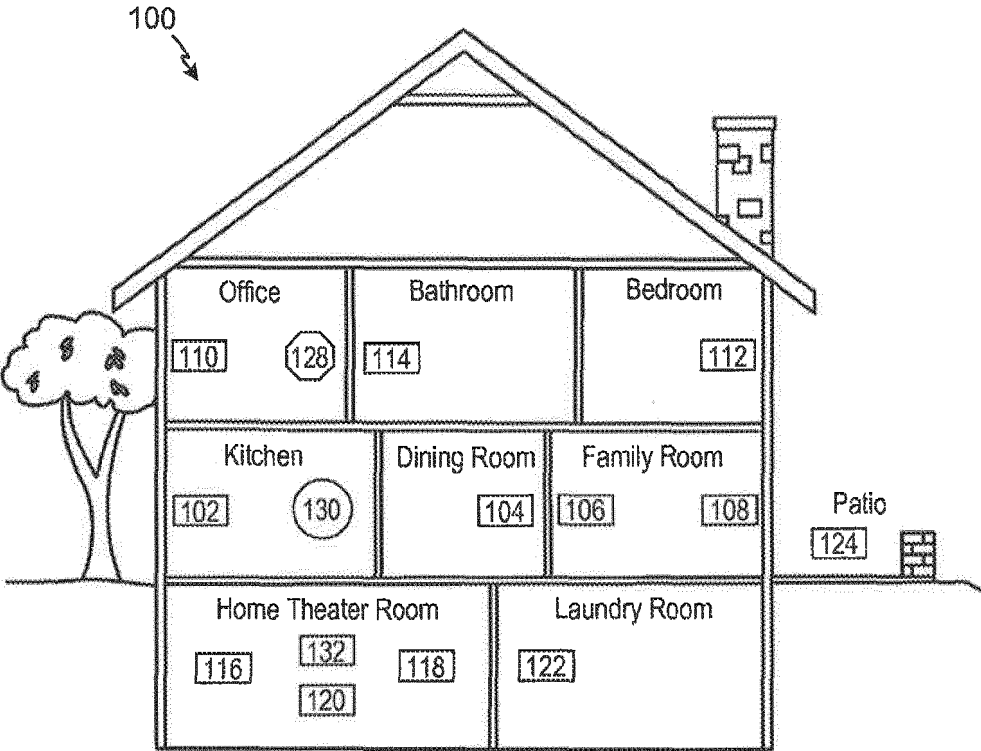 100
Office
Bathroom
Bedroom
110
128
114
112
Kitchen
Dining Room
Family Room
102
130
104
106
108
Patio
124
Home Theater Room
Laundry Room
116
132
118
120
122